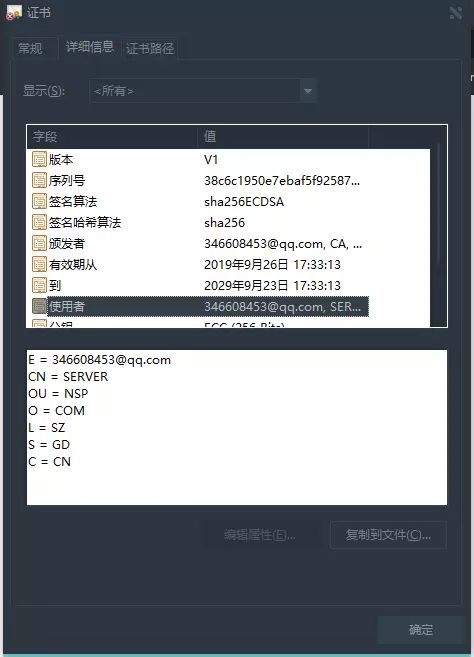 证书
常规 详细信息 证书路径
显示(S): <所有>
字段 值
版本 V1
序列号 38c6c1950e7ebaf5f92587...
签名算法 sha256ECDSA
签名哈希算法 sha256
颁发者 346608453@qq.com, CA, ...
有效期从 2019年9月26日 17:33:13
到 2029年9月23日 17:33:13
使用者 346608453@qq.com, SER...
公钥 ECC (256 Bits)
E = 346608453@qq.com
CN = SERVER
OU = NSP
O = COM
L = SZ
S = GD
C = CN
编辑属性(E)... 复制到文件(C)...
确定